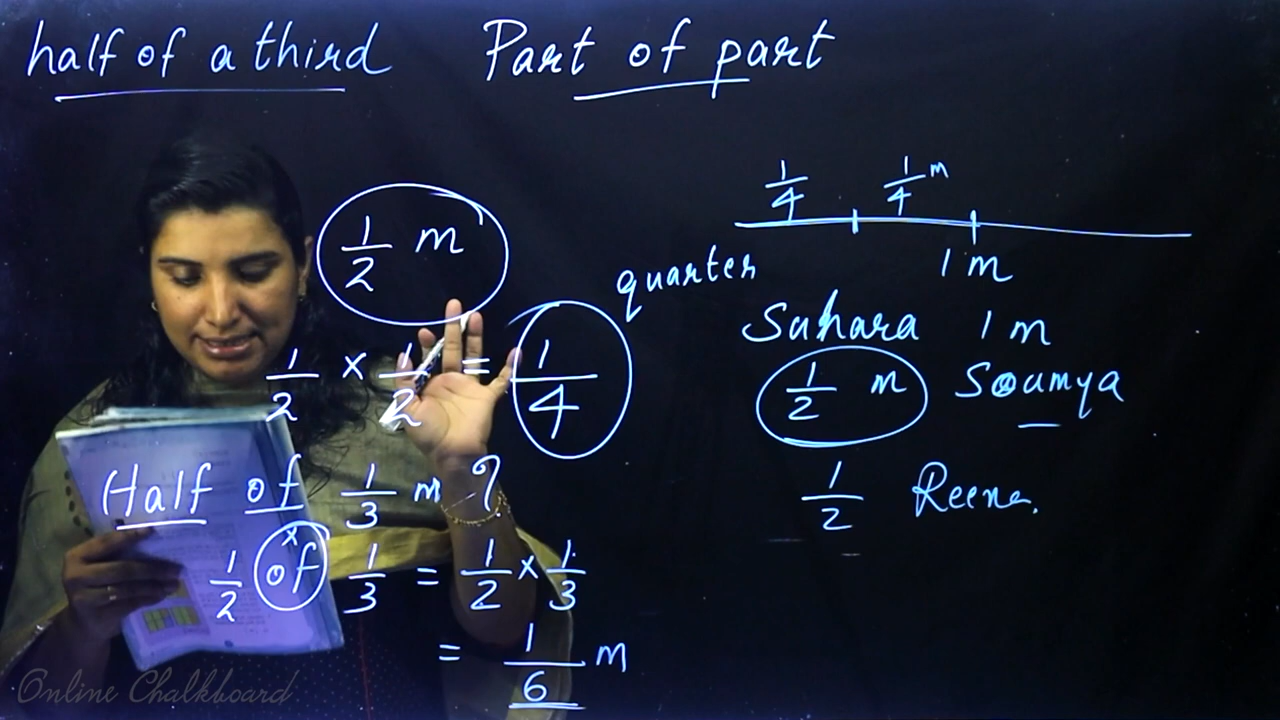 half of a third
Part of part
1/2 m
1/2 × 1/2 = 1/4
quarter
Half of 1/3 m ?
×
1/2 of 1/3 = 1/2 × 1/3
= 1/6 m
1/4 1/4 m
1 m
Suhara 1 m
1/2 m Soumya
1/2 Reena.
Online Chalkboard